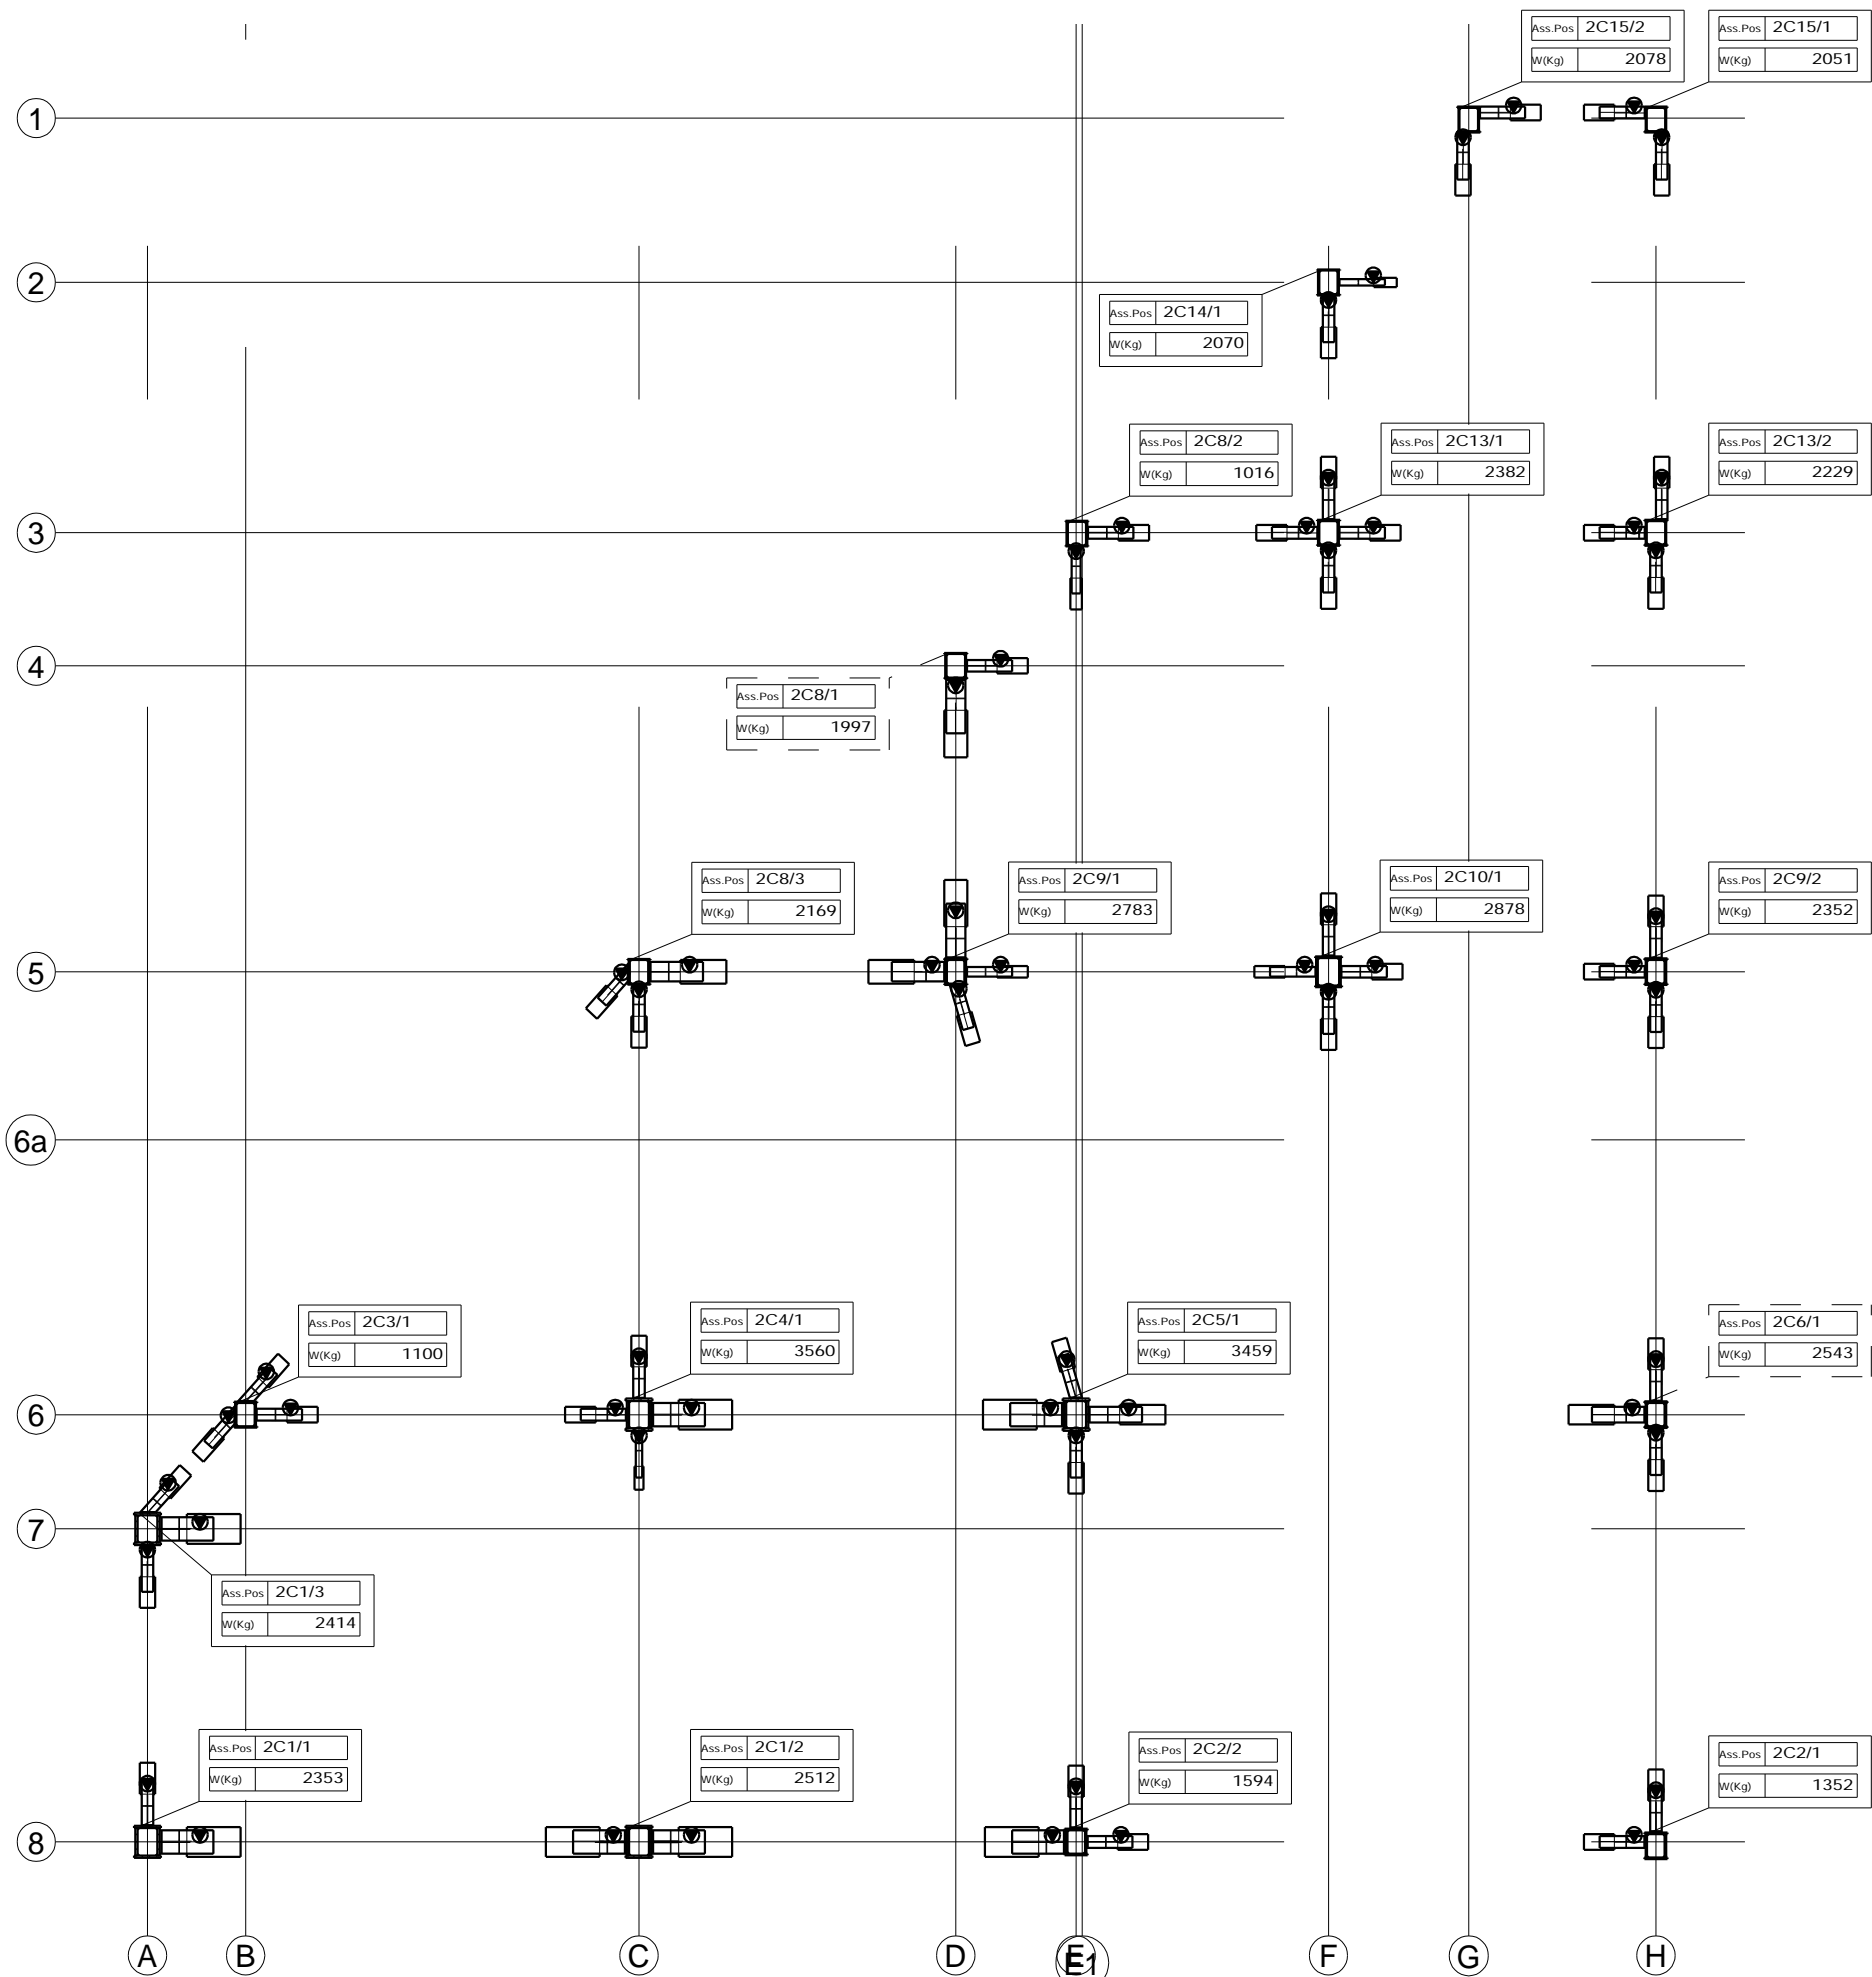 Ass.Pos 2C15/2
W(Kg) 2078
Ass.Pos 2C15/1
W(Kg) 2051
1
2
Ass.Pos 2C14/1
W(Kg) 2070
Ass.Pos 2C8/2
W(Kg) 1016
Ass.Pos 2C13/1
W(Kg) 2382
Ass.Pos 2C13/2
W(Kg) 2229
3
4
Ass.Pos 2C8/1
W(Kg) 1997
Ass.Pos 2C8/3
W(Kg) 2169
Ass.Pos 2C9/1
W(Kg) 2783
Ass.Pos 2C10/1
W(Kg) 2878
Ass.Pos 2C9/2
W(Kg) 2352
5
6a
Ass.Pos 2C3/1
W(Kg) 1100
Ass.Pos 2C4/1
W(Kg) 3560
Ass.Pos 2C5/1
W(Kg) 3459
Ass.Pos 2C6/1
W(Kg) 2543
6
7
Ass.Pos 2C1/3
W(Kg) 2414
Ass.Pos 2C1/1
W(Kg) 2353
Ass.Pos 2C1/2
W(Kg) 2512
Ass.Pos 2C2/2
W(Kg) 1594
Ass.Pos 2C2/1
W(Kg) 1352
8
A
B
C
D
E
E1
F
G
H